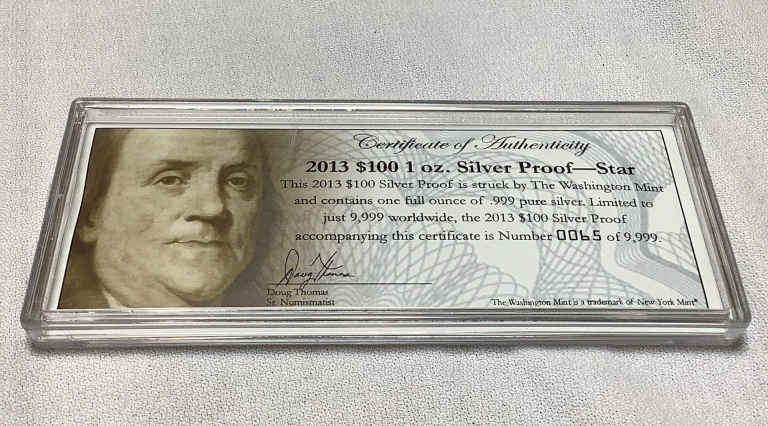 Certificate of Authenticity
2013 $100 1 oz. Silver Proof—Star
This 2013 $100 Silver Proof is struck by The Washington Mint
and contains one full ounce of .999 pure silver. Limited to
just 9,999 worldwide, the 2013 $100 Silver Proof
accompanying this certificate is Number 0065 of 9,999.
Doug Thomas
Doug Thomas
Sr. Numismatist
The Washington Mint is a trademark of New York Mint®